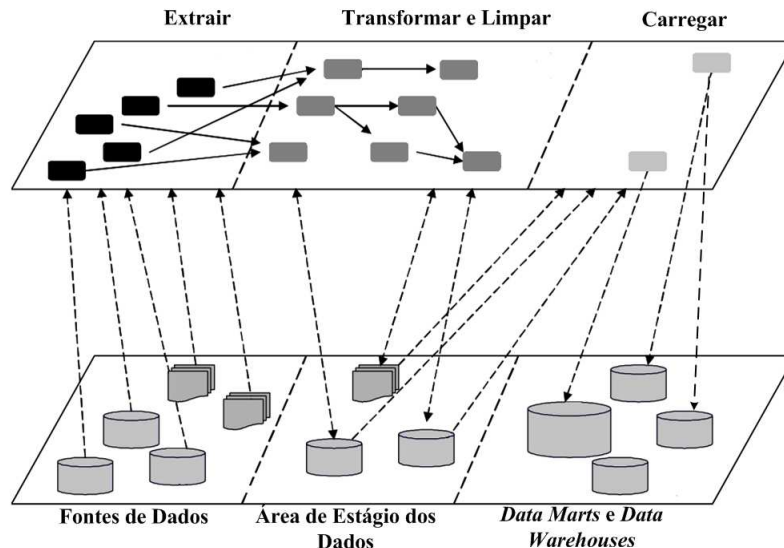 Extrair
Transformar e Limpar
Carregar
Fontes de Dados
Área de Estágio dos
Dados
Data Marts e Data
Warehouses